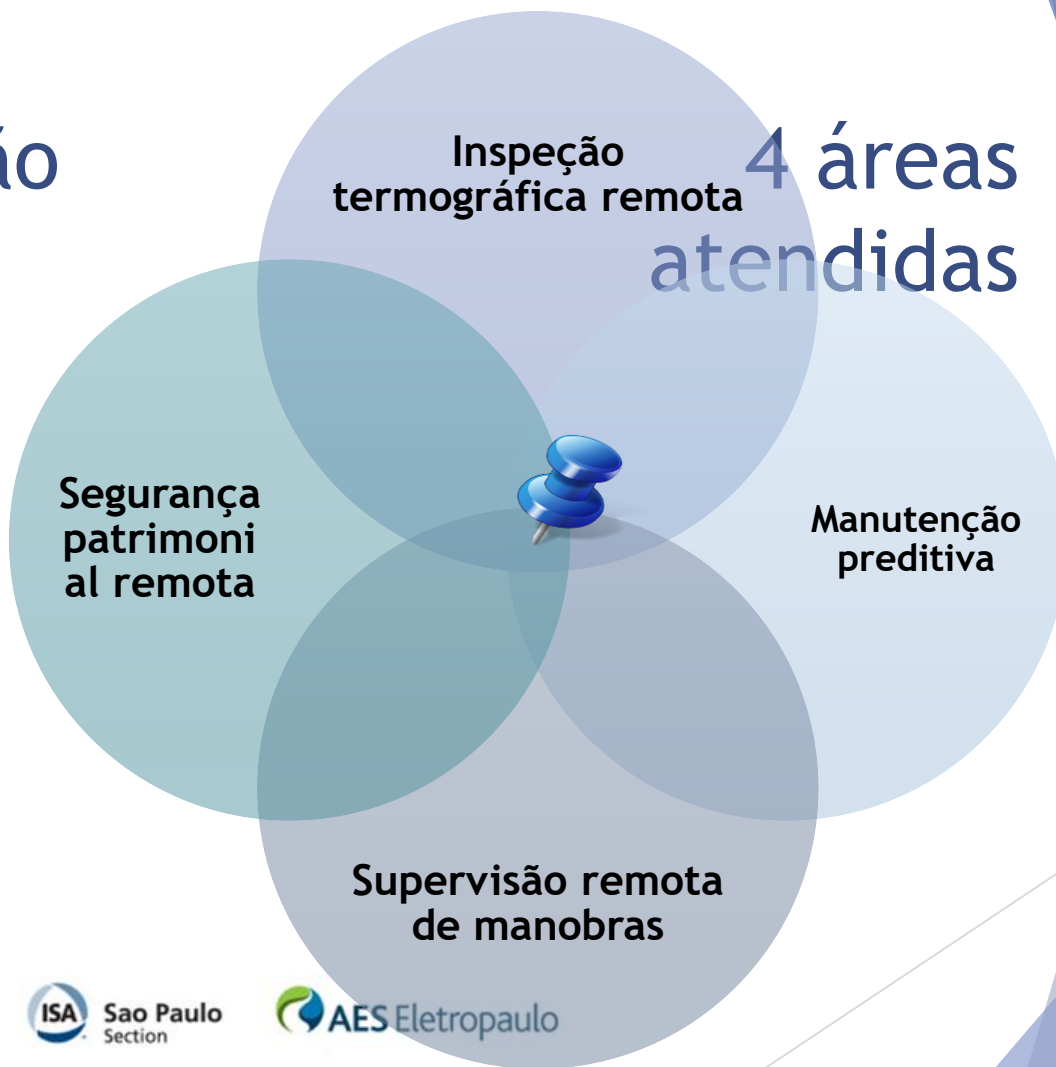 ão
4 áreas
atendidas
Inspeção
termográfica remota
Segurança
patrimoni
al remota
Manutenção
preditiva
Supervisão remota
de manobras
ISA Sao Paulo
Section
AES Eletropaulo